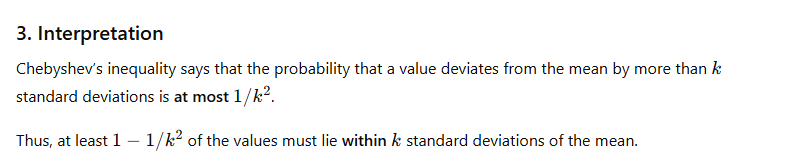 3. Interpretation
Chebyshev's inequality says that the probability that a value deviates from the mean by more than k
standard deviations is at most 1/k².
Thus, at least 1 − 1/k² of the values must lie within k standard deviations of the mean.